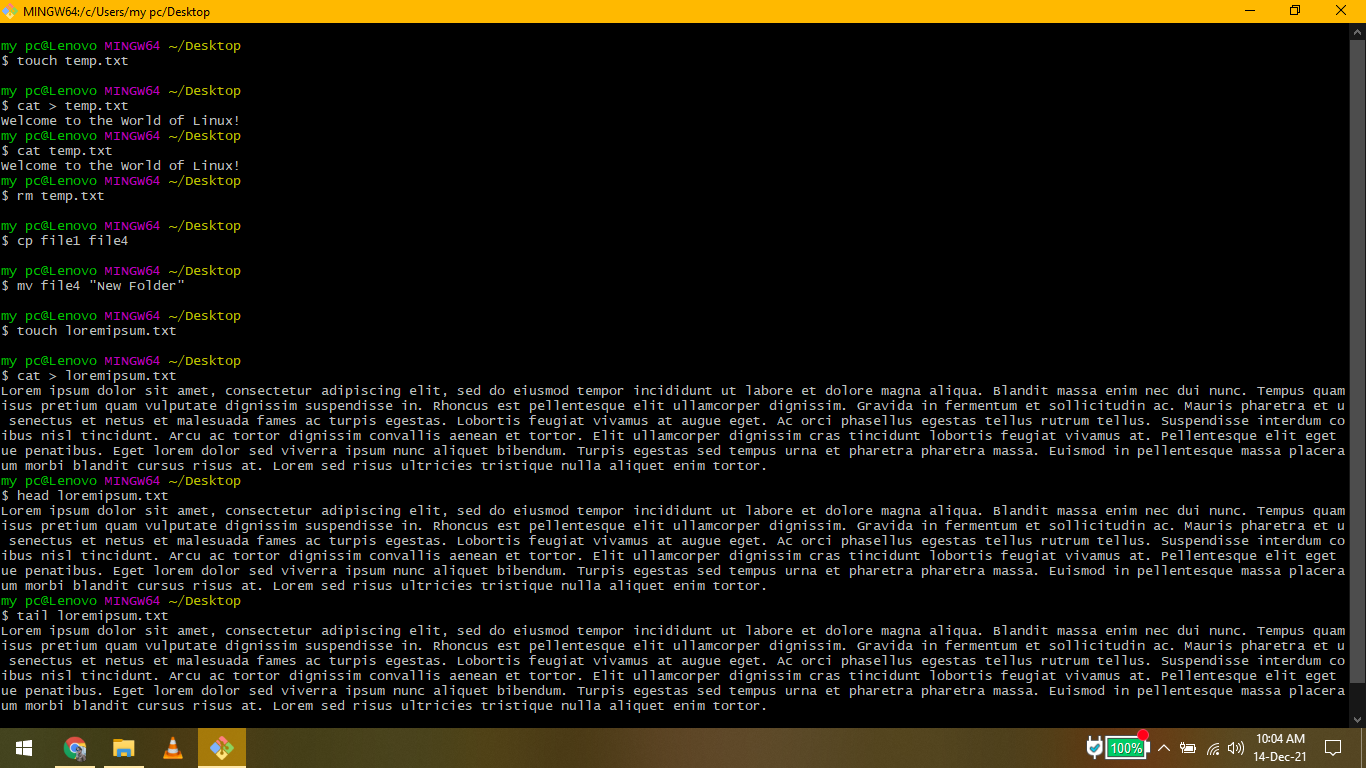 MINGW64:/c/Users/my pc/Desktop
my pc@Lenovo MINGW64 ~/Desktop
$ touch temp.txt
my pc@Lenovo MINGW64 ~/Desktop
$ cat > temp.txt
Welcome to the World of Linux!
my pc@Lenovo MINGW64 ~/Desktop
$ cat temp.txt
Welcome to the World of Linux!
my pc@Lenovo MINGW64 ~/Desktop
$ rm temp.txt
my pc@Lenovo MINGW64 ~/Desktop
$ cp file1 file4
my pc@Lenovo MINGW64 ~/Desktop
$ mv file4 "New Folder"
my pc@Lenovo MINGW64 ~/Desktop
$ touch loremipsum.txt
my pc@Lenovo MINGW64 ~/Desktop
$ cat > loremipsum.txt
Lorem ipsum dolor sit amet, consectetur adipiscing elit, sed do eiusmod tempor incididunt ut labore et dolore magna aliqua. Blandit massa enim nec dui nunc. Tempus quam
isus pretium quam vulputate dignissim suspendisse in. Rhoncus est pellentesque elit ullamcorper dignissim. Gravida in fermentum et sollicitudin ac. Mauris pharetra et u
senectus et netus et malesuada fames ac turpis egestas. Lobortis feugiat vivamus at augue eget. Ac orci phasellus egestas tellus rutrum tellus. Suspendisse interdum co
ibus nisl tincidunt. Arcu ac tortor dignissim convallis aenean et tortor. Elit ullamcorper dignissim cras tincidunt lobortis feugiat vivamus at. Pellentesque elit eget
ue penatibus. Eget lorem dolor sed viverra ipsum nunc aliquet bibendum. Turpis egestas sed tempus urna et pharetra pharetra massa. Euismod in pellentesque massa placera
um morbi blandit cursus risus at. Lorem sed risus ultricies tristique nulla aliquet enim tortor.
my pc@Lenovo MINGW64 ~/Desktop
$ head loremipsum.txt
Lorem ipsum dolor sit amet, consectetur adipiscing elit, sed do eiusmod tempor incididunt ut labore et dolore magna aliqua. Blandit massa enim nec dui nunc. Tempus quam
isus pretium quam vulputate dignissim suspendisse in. Rhoncus est pellentesque elit ullamcorper dignissim. Gravida in fermentum et sollicitudin ac. Mauris pharetra et u
senectus et netus et malesuada fames ac turpis egestas. Lobortis feugiat vivamus at augue eget. Ac orci phasellus egestas tellus rutrum tellus. Suspendisse interdum co
ibus nisl tincidunt. Arcu ac tortor dignissim convallis aenean et tortor. Elit ullamcorper dignissim cras tincidunt lobortis feugiat vivamus at. Pellentesque elit eget
ue penatibus. Eget lorem dolor sed viverra ipsum nunc aliquet bibendum. Turpis egestas sed tempus urna et pharetra pharetra massa. Euismod in pellentesque massa placera
um morbi blandit cursus risus at. Lorem sed risus ultricies tristique nulla aliquet enim tortor.
my pc@Lenovo MINGW64 ~/Desktop
$ tail loremipsum.txt
Lorem ipsum dolor sit amet, consectetur adipiscing elit, sed do eiusmod tempor incididunt ut labore et dolore magna aliqua. Blandit massa enim nec dui nunc. Tempus quam
isus pretium quam vulputate dignissim suspendisse in. Rhoncus est pellentesque elit ullamcorper dignissim. Gravida in fermentum et sollicitudin ac. Mauris pharetra et u
senectus et netus et malesuada fames ac turpis egestas. Lobortis feugiat vivamus at augue eget. Ac orci phasellus egestas tellus rutrum tellus. Suspendisse interdum co
ibus nisl tincidunt. Arcu ac tortor dignissim convallis aenean et tortor. Elit ullamcorper dignissim cras tincidunt lobortis feugiat vivamus at. Pellentesque elit eget
ue penatibus. Eget lorem dolor sed viverra ipsum nunc aliquet bibendum. Turpis egestas sed tempus urna et pharetra pharetra massa. Euismod in pellentesque massa placera
um morbi blandit cursus risus at. Lorem sed risus ultricies tristique nulla aliquet enim tortor.
100%
10:04 AM
14-Dec-21